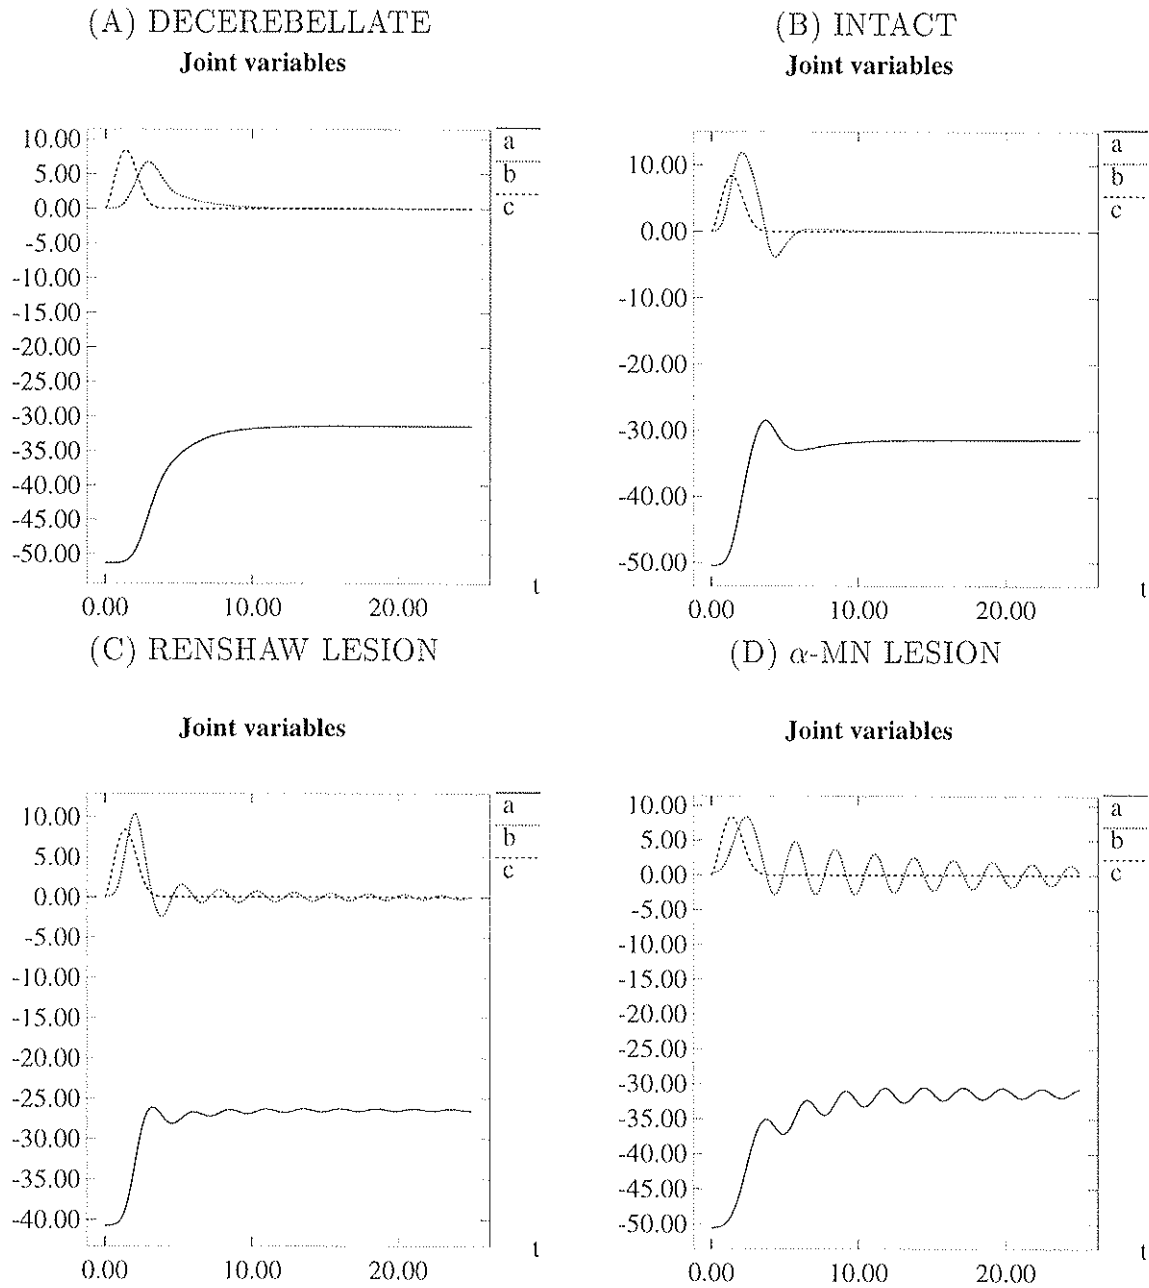 (A) DECEREBELLATE
Joint variables
10.00
5.00
0.00
-5.00
-10.00
-15.00
-20.00
-25.00
-30.00
-35.00
-40.00
-45.00
-50.00
0.00 10.00 20.00
t
a
b
c
(B) INTACT
Joint variables
10.00
0.00
-10.00
-20.00
-30.00
-40.00
-50.00
0.00 10.00 20.00
t
a
b
c
(C) RENSHAW LESION
Joint variables
10.00
5.00
0.00
-5.00
-10.00
-15.00
-20.00
-25.00
-30.00
-35.00
-40.00
0.00 10.00 20.00
t
a
b
c
(D) α-MN LESION
Joint variables
10.00
5.00
0.00
-5.00
-10.00
-15.00
-20.00
-25.00
-30.00
-35.00
-40.00
-45.00
-50.00
0.00 10.00 20.00
t
a
b
c